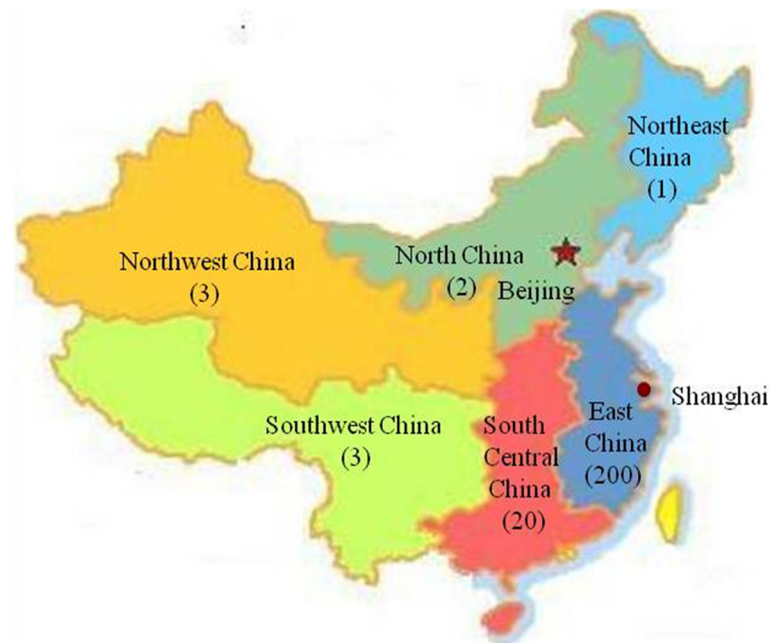 Northeast
China
(1)
Northwest China
(3)
North China
(2)
Beijing
Shanghai
Southwest China
(3)
South
Central
China
(20)
East
China
(200)